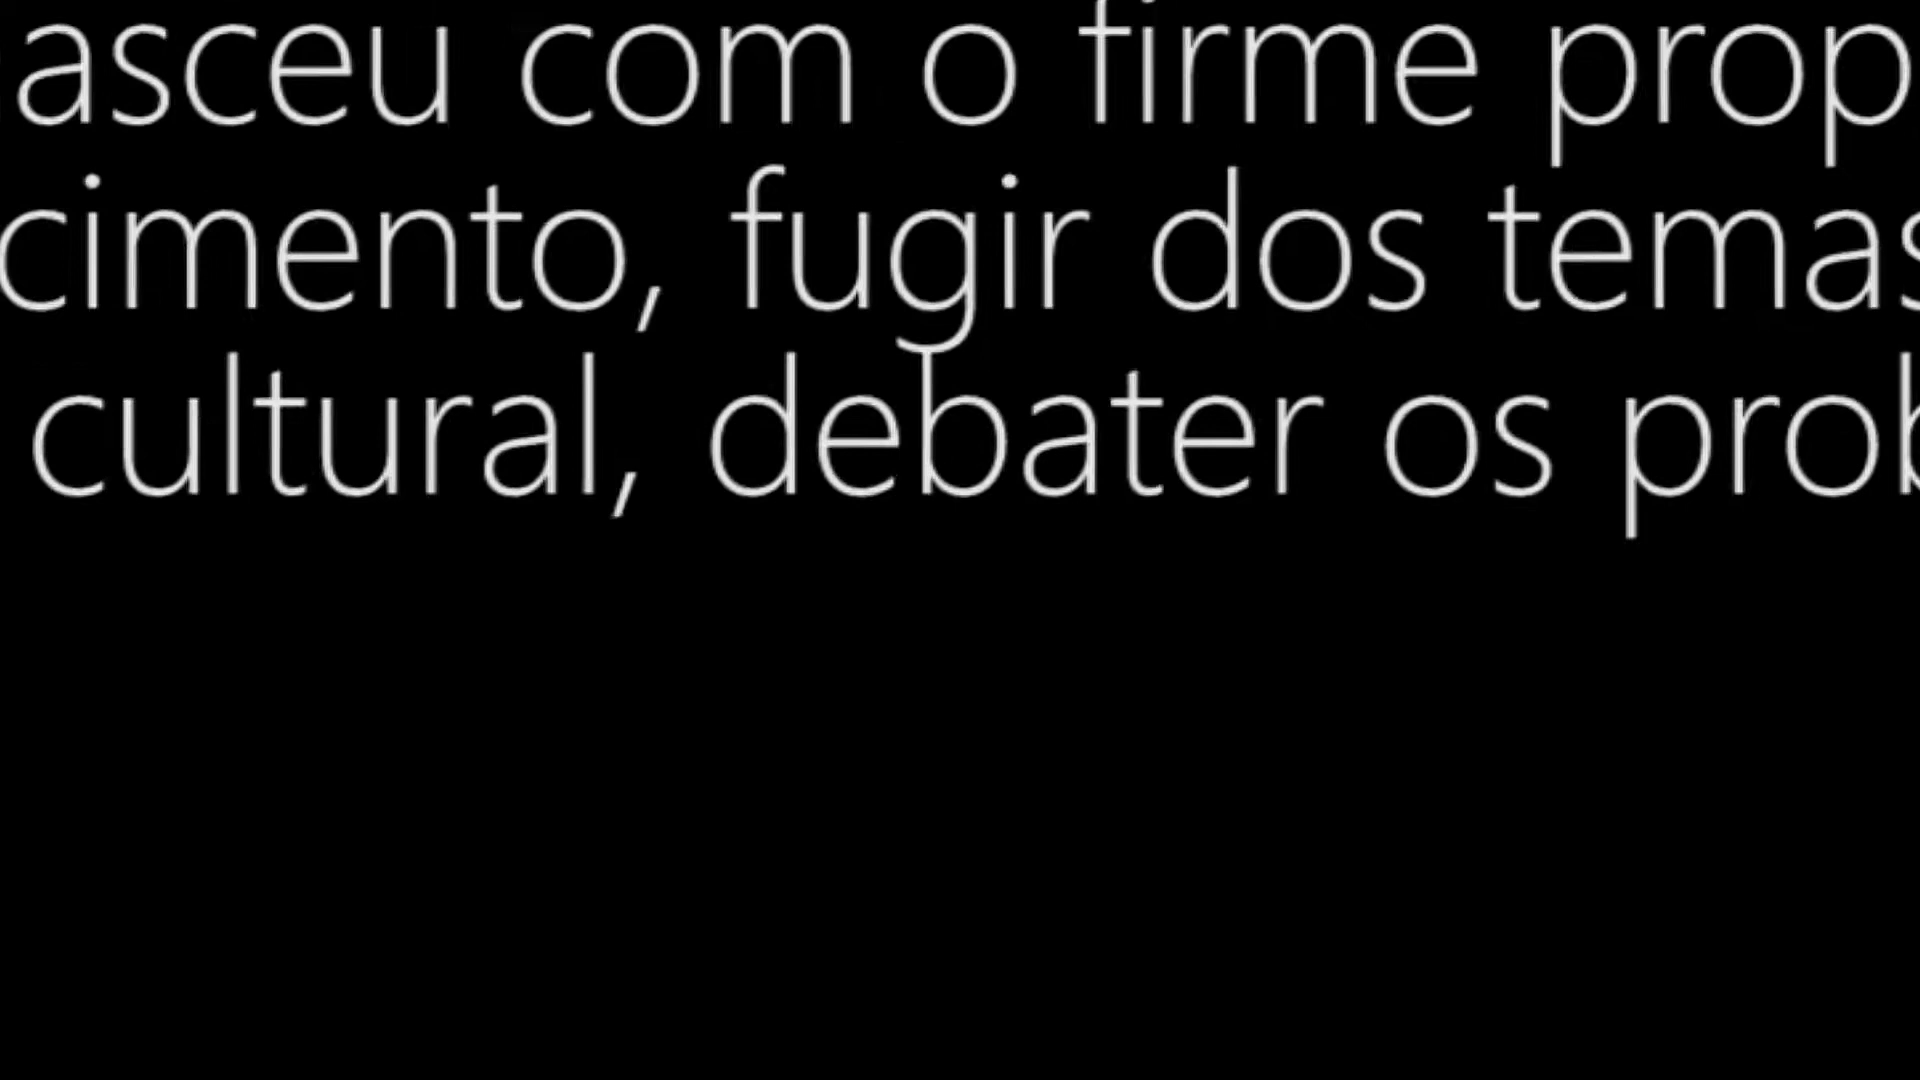 asceu com o firme prop
cimento, fugir dos temas
cultural, debater os prob